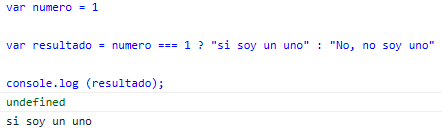 var numero = 1
var resultado = numero === 1 ? "si soy un uno" : "No, no soy uno"
console.log (resultado);
undefined
si soy un uno